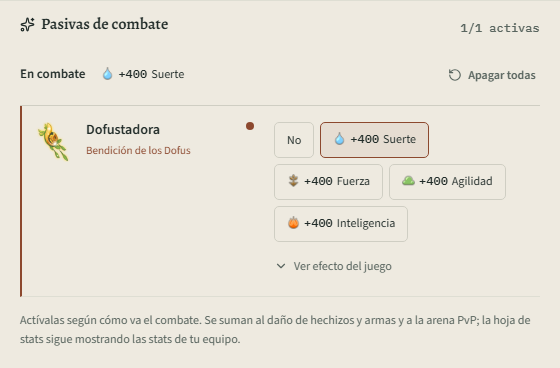 Pasivas de combate
1/1 activas
En combate +400 Suerte
Apagar todas
Dofustadora
Bendición de los Dofus
No
+400 Suerte
+400 Fuerza
+400 Agilidad
+400 Inteligencia
Ver efecto del juego
Actívalas según cómo va el combate. Se suman al daño de hechizos y armas y a la arena PvP; la hoja de
stats sigue mostrando las stats de tu equipo.